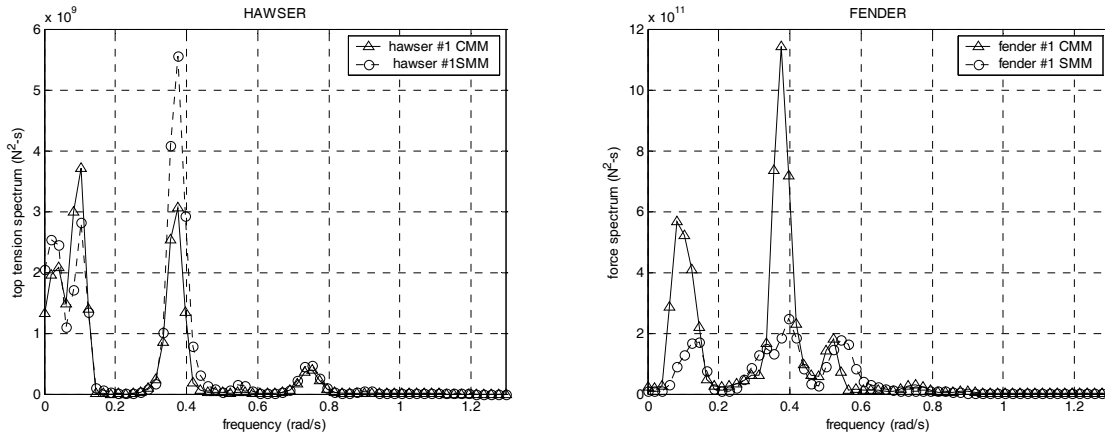 HAWSER
x 10^9
6
5
4
3
2
1
0
top tension spectrum (N^2-s)
hawser #1 CMM
hawser #1SMM
0 0.2 0.4 0.6 0.8 1 1.2
frequency (rad/s)
FENDER
x 10^11
12
10
8
6
4
2
0
force spectrum (N^2-s)
fender #1 CMM
fender #1 SMM
0 0.2 0.4 0.6 0.8 1 1.2
frequency (rad/s)